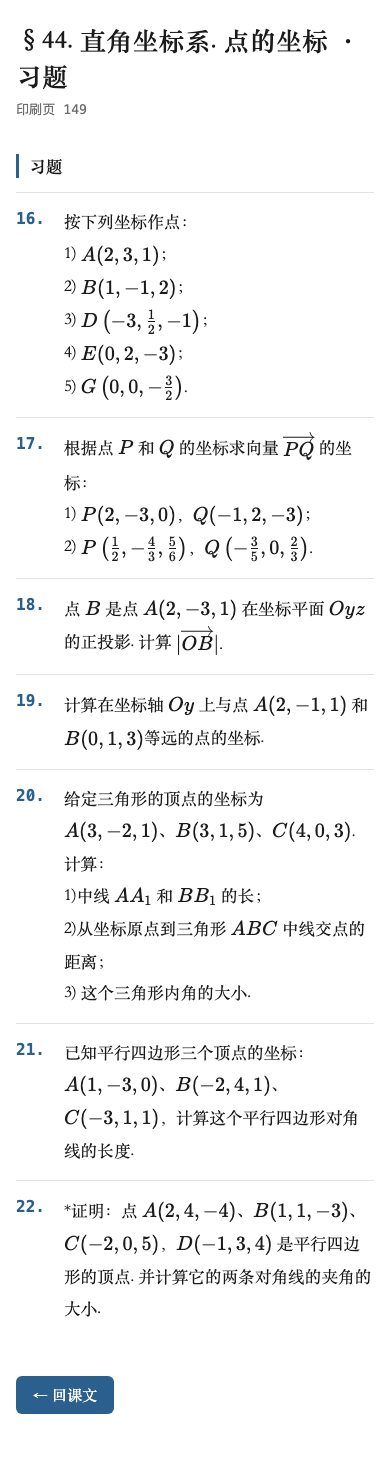 § 44. 直角坐标系. 点的坐标 ·
习题
印刷页 149
习题
16. 按下列坐标作点：
1) A(2, 3, 1)；
2) B(1, −1, 2)；
3) D (−3, 1/2, −1)；
4) E(0, 2, −3)；
5) G (0, 0, −3/2).
17. 根据点 P 和 Q 的坐标求向量 \overrightarrow{PQ} 的坐
标：
1) P(2, −3, 0)，Q(−1, 2, −3)；
2) P (1/2, −4/3, 5/6)，Q (−3/5, 0, 2/3).
18. 点 B 是点 A(2, −3, 1) 在坐标平面 Oyz
的正投影. 计算 |\overrightarrow{OB}|.
19. 计算在坐标轴 Oy 上与点 A(2, −1, 1) 和
B(0, 1, 3)等远的点的坐标.
20. 给定三角形的顶点的坐标为
A(3, −2, 1)、B(3, 1, 5)、C(4, 0, 3).
计算：
1)中线 AA₁ 和 BB₁ 的长；
2)从坐标原点到三角形 ABC 中线交点的
距离；
3) 这个三角形内角的大小.
21. 已知平行四边形三个顶点的坐标：
A(1, −3, 0)、B(−2, 4, 1)、
C(−3, 1, 1)，计算这个平行四边形对角
线的长度.
22. *证明：点 A(2, 4, −4)、B(1, 1, −3)、
C(−2, 0, 5)，D(−1, 3, 4) 是平行四边
形的顶点. 并计算它的两条对角线的夹角的
大小.
← 回课文